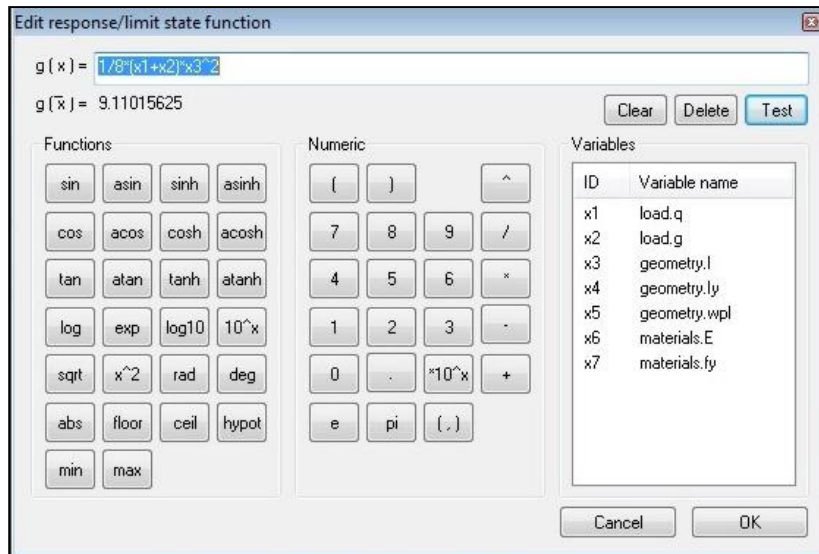 Edit response/limit state function
g ( x ) = 1/8*(x1+x2)*x3^2
g ( x̄ ) = 9.11015625
Clear Delete Test
Functions
sin asin sinh asinh
cos acos cosh acosh
tan atan tanh atanh
log exp log10 10^x
sqrt x^2 rad deg
abs floor ceil hypot
min max
Numeric
( ) ^
7 8 9 /
4 5 6 *
1 2 3 -
0 . *10^x +
e pi ( , )
Variables
ID Variable name
x1 load.q
x2 load.g
x3 geometry.l
x4 geometry.Iy
x5 geometry.wpl
x6 materials.E
x7 materials.fy
Cancel OK